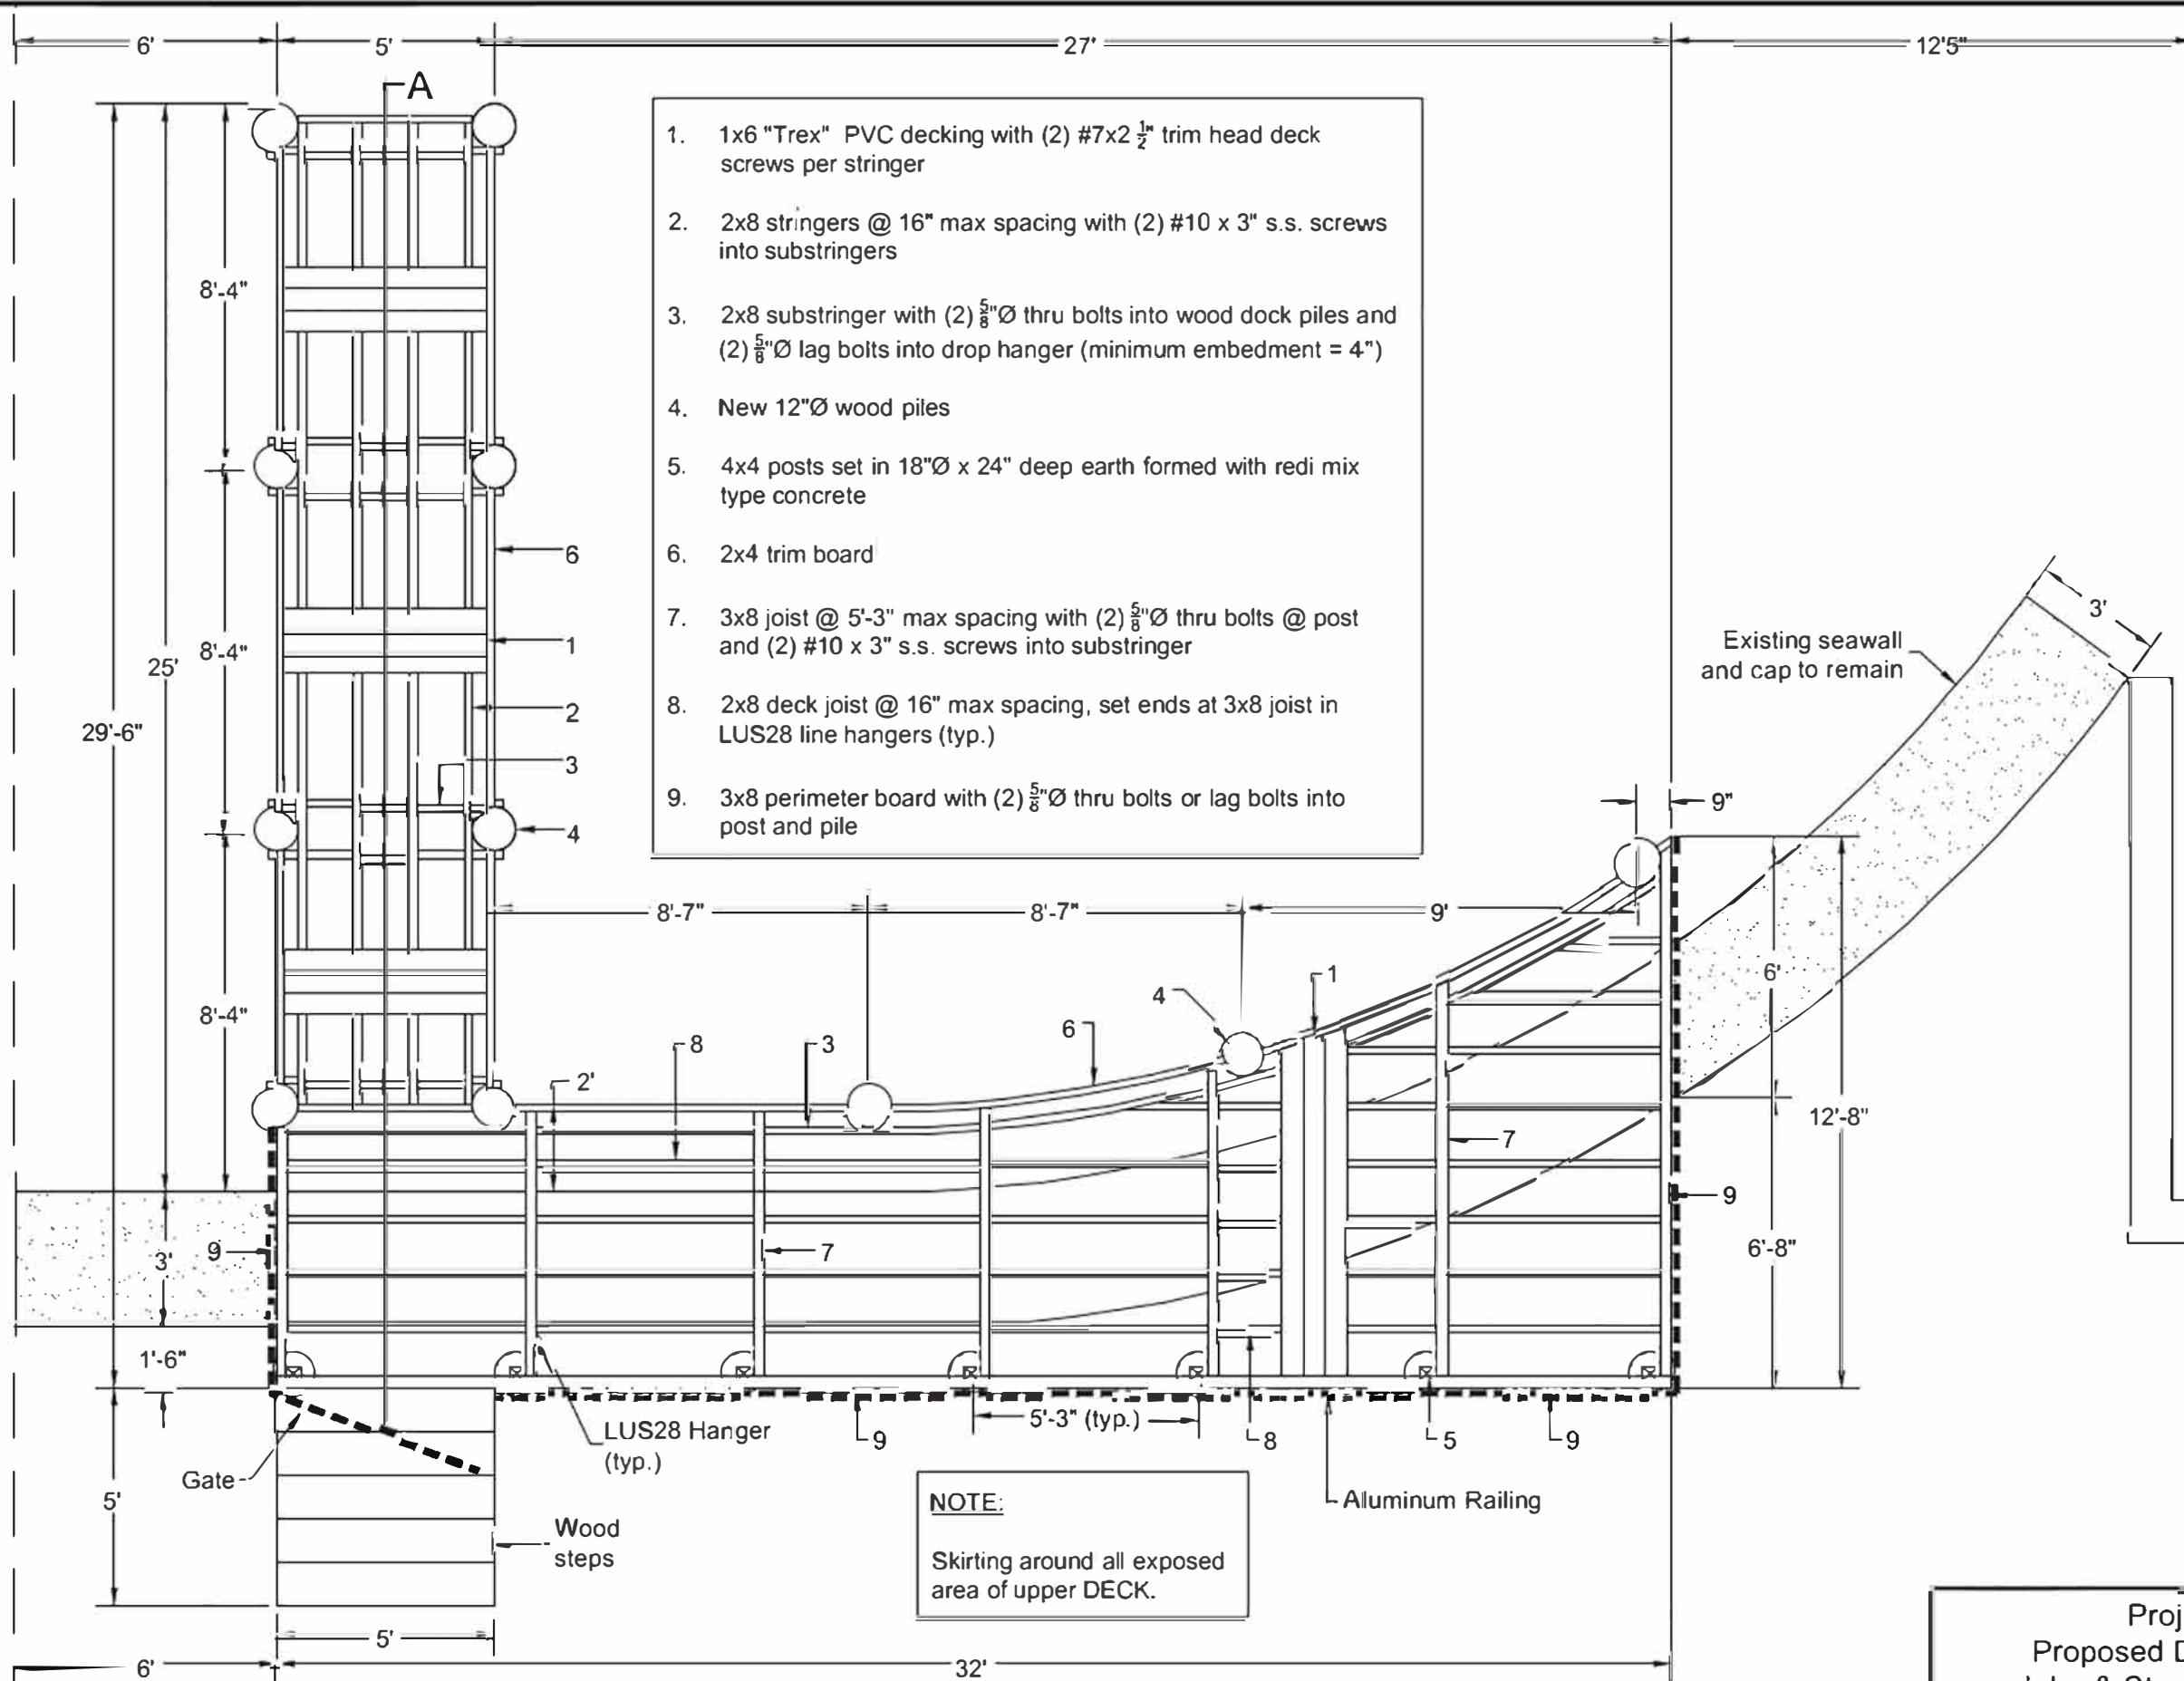 6'
5'
27'
12'5"
A
1. 1x6 "Trex" PVC decking with (2) #7x2 1/2" trim head deck
screws per stringer
2. 2x8 stringers @ 16" max spacing with (2) #10 x 3" s.s. screws
into substringers
3. 2x8 substringer with (2) 5/8"Ø thru bolts into wood dock piles and
(2) 5/8"Ø lag bolts into drop hanger (minimum embedment = 4")
4. New 12"Ø wood piles
5. 4x4 posts set in 18"Ø x 24" deep earth formed with redi mix
type concrete
6. 2x4 trim board
7. 3x8 joist @ 5'-3" max spacing with (2) 5/8"Ø thru bolts @ post
and (2) #10 x 3" s.s. screws into substringer
8. 2x8 deck joist @ 16" max spacing, set ends at 3x8 joist in
LUS28 line hangers (typ.)
9. 3x8 perimeter board with (2) 5/8"Ø thru bolts or lag bolts into
post and pile
8'-4"
6
3'
Existing seawall
and cap to remain
1
8'-4"
25'
2
29'-6"
3
9"
4
8'-7"
8'-7"
9'
1
6'
4
8'-4"
6
8
3
2'
12'-8"
7
9
6'-8"
9
3'
7
1'-6"
5'-3" (typ.)
LUS28 Hanger
(typ.)
9
8
5
9
Gate
5'
NOTE:
Skirting around all exposed
area of upper DECK.
Aluminum Railing
Wood
steps
5'
6'
32'
Proj
Proposed D